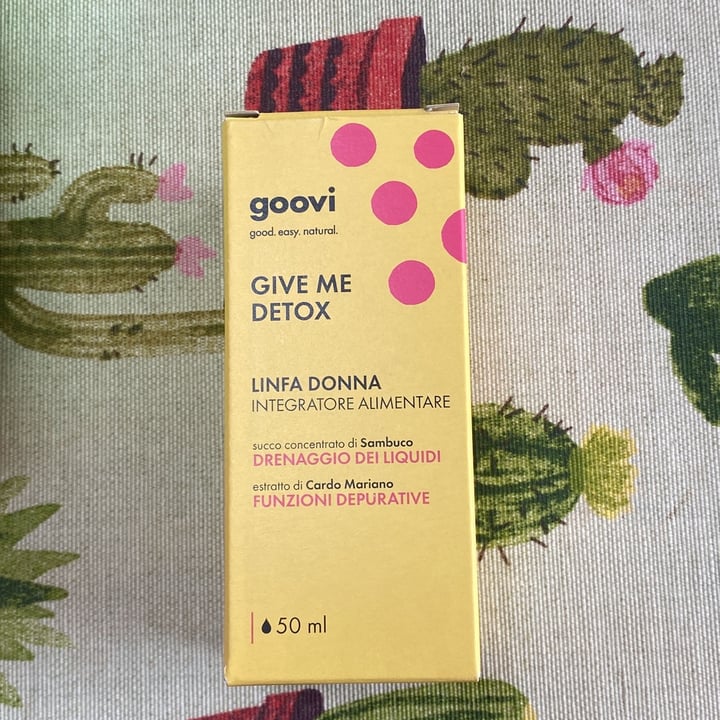 goovi
good. easy. natural.
GIVE ME
DETOX
LINFA DONNA
INTEGRATORE ALIMENTARE
succo concentrato di Sambuco
DRENAGGIO DEI LIQUIDI
estratto di Cardo Mariano
FUNZIONI DEPURATIVE
50 ml